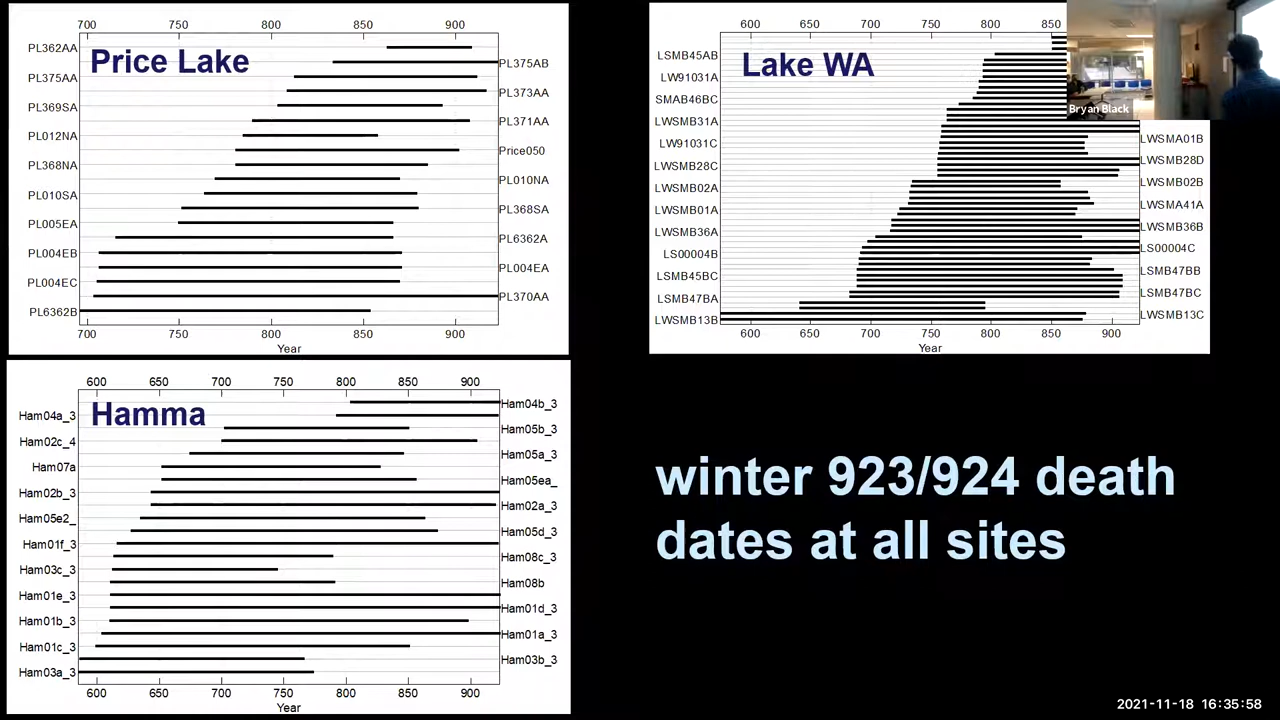 700 750 800 850 900
Price Lake
PL362AA
PL375AB
PL375AA
PL373AA
PL369SA
PL371AA
PL012NA
Price050
PL368NA
PL010NA
PL010SA
PL368SA
PL005EA
PL6362A
PL004EB
PL004EA
PL004EC
PL370AA
PL6362B
700 750 800 850 900
Year
600 650 700 750 800 850
Lake WA
LSMB45AB
LW91031A
SMAB46BC
LWSMB31A
LWSMA01B
LW91031C
LWSMB28D
LWSMB28C
LWSMB02B
LWSMB02A
LWSMA41A
LWSMB01A
LWSMB36B
LWSMB36A
LS00004C
LS00004B
LSMB47BB
LSMB45BC
LSMB47BC
LSMB47BA
LWSMB13C
LWSMB13B
600 650 700 750 800 850 900
Year
Bryan Black
600 650 700 750 800 850 900
Hamma
Ham04b_3
Ham04a_3
Ham05b_3
Ham02c_4
Ham05a_3
Ham07a
Ham05ea_
Ham02b_3
Ham02a_3
Ham05e2_
Ham05d_3
Ham01f_3
Ham08c_3
Ham03c_3
Ham08b
Ham01e_3
Ham01d_3
Ham01b_3
Ham01a_3
Ham01c_3
Ham03b_3
Ham03a_3
600 650 700 750 800 850 900
Year
winter 923/924 death
dates at all sites
2021-11-18 16:35:58